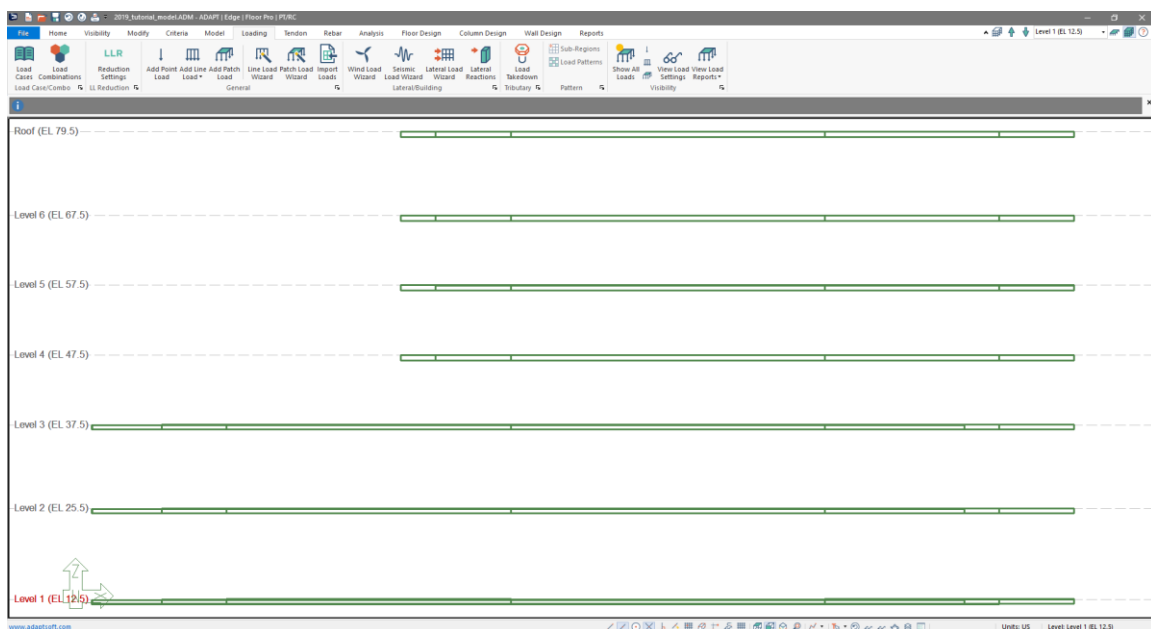 2019_tutorial_model.ADM - ADAPT | Edge | Floor Pro | PT/RC
File Home Visibility Modify Criteria Model Loading Tendon Rebar Analysis Floor Design Column Design Wall Design Reports
Level 1 (EL 12.5)
LLR
Load Cases
Load Combinations
Reduction Settings
Add Point Load
Add Line Load
Add Patch Load
Line Load Wizard
Patch Load Wizard
Import Loads
Wind Load Wizard
Seismic Load Wizard
Lateral Load Wizard
Lateral Reactions
Load Takedown
Sub-Regions
Load Patterns
Show All Loads
View Load Settings
View Load Reports
Load Case/Combo LL Reduction General Lateral/Building Tributary Pattern Visibility
Roof (EL 79.5)
Level 6 (EL 67.5)
Level 5 (EL 57.5)
Level 4 (EL 47.5)
Level 3 (EL 37.5)
Level 2 (EL 25.5)
Z
X
Level 1 (EL 12.5)
www.adaptsoft.com
Units: US Level: Level 1 (EL 12.5)